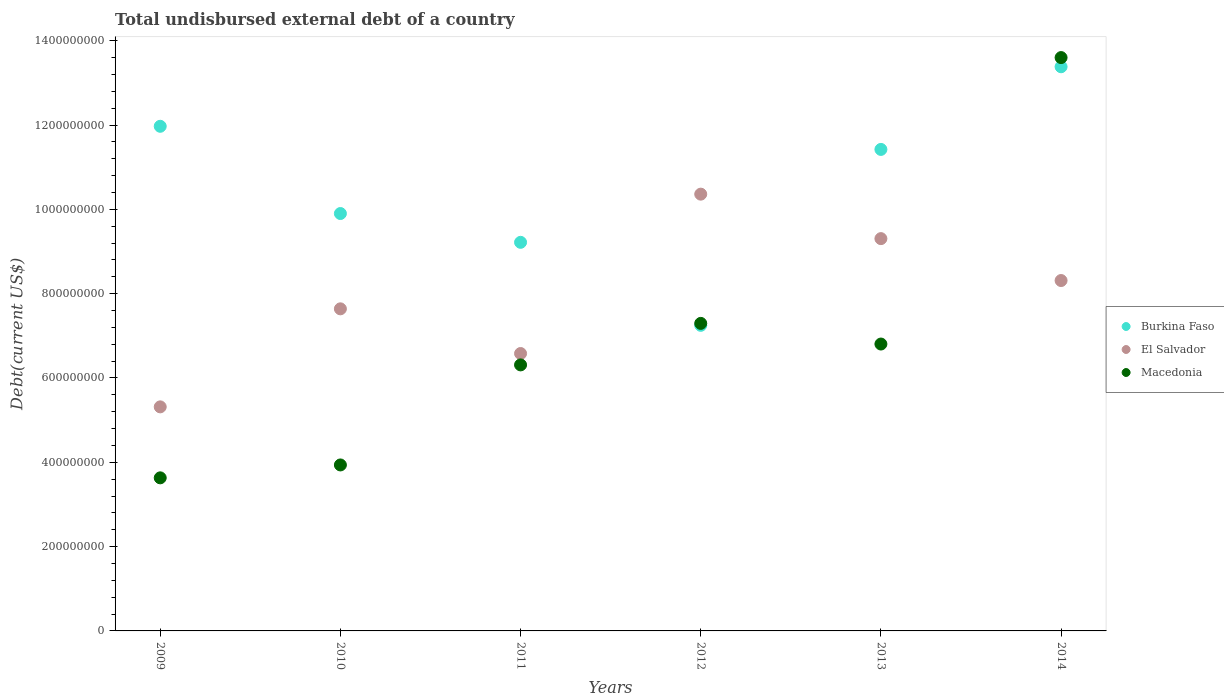 Total undisbursed external debt of a country
Debt(current US$)
1400000000
1200000000
1000000000
800000000
600000000
400000000
200000000
0
2009
2010
2011
2012
2013
2014
Years
Burkina Faso
El Salvador
Macedonia